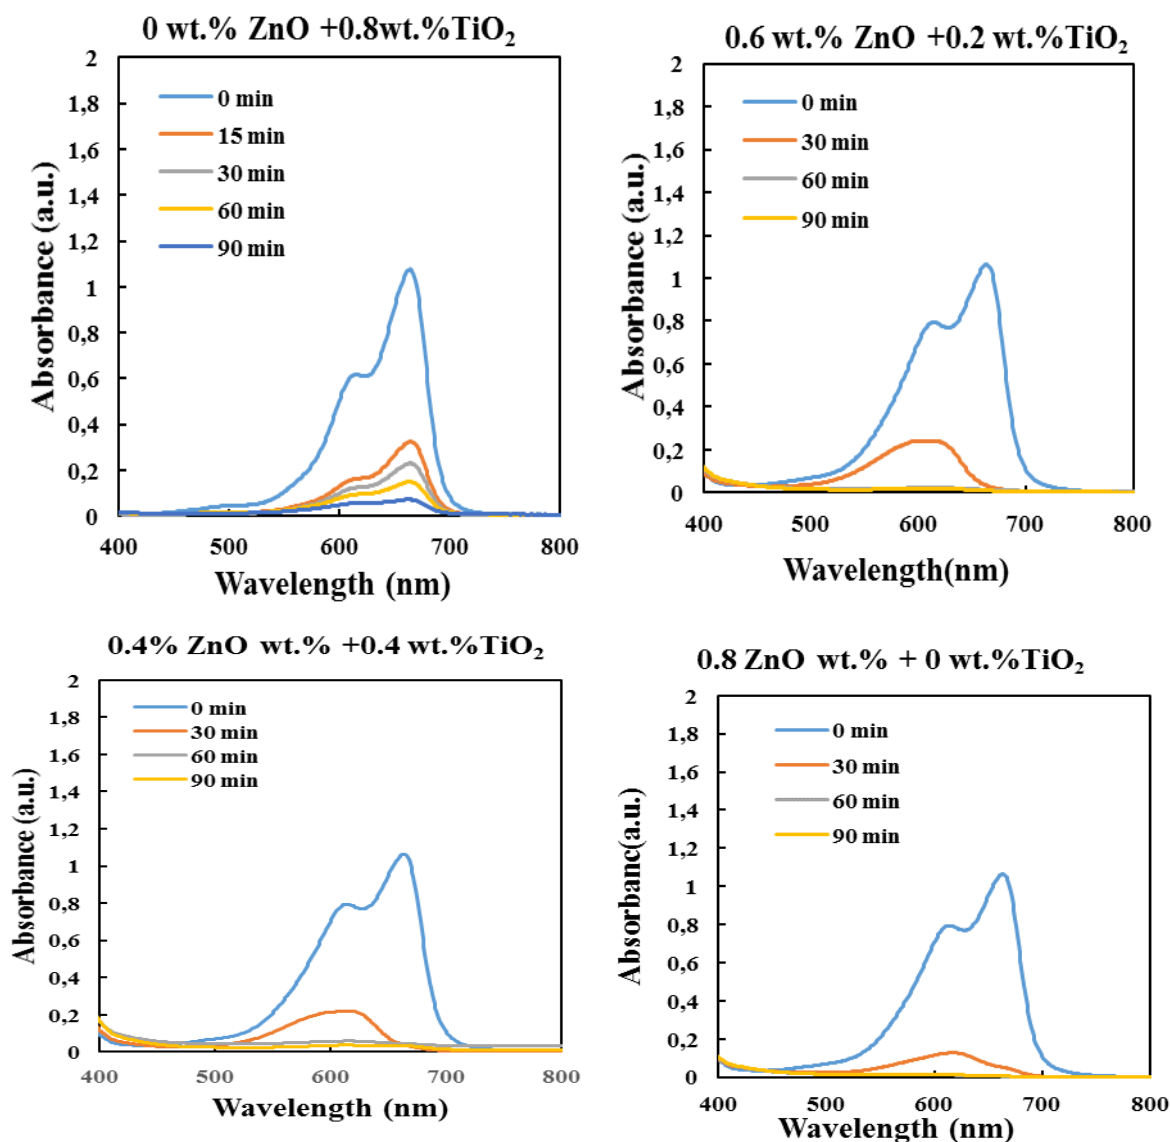 0 wt.% ZnO +0.8wt.%TiO2
2
1,8
1,6
1,4
1,2
1
0,8
0,6
0,4
0,2
0
Absorbance (a.u.)
0 min
15 min
30 min
60 min
90 min
400 500 600 700 800
Wavelength (nm)
0.6 wt.% ZnO +0.2 wt.%TiO2
2
1,8
1,6
1,4
1,2
1
0,8
0,6
0,4
0,2
0
Absorbance (a.u.)
0 min
30 min
60 min
90 min
400 500 600 700 800
Wavelength(nm)
0.4% ZnO wt.% +0.4 wt.%TiO2
2
1,8
1,6
1,4
1,2
1
0,8
0,6
0,4
0,2
0
Absorbance (a.u.)
0 min
30 min
60 min
90 min
400 500 600 700 800
Wavelength (nm)
0.8 ZnO wt.% + 0 wt.%TiO2
2
1,8
1,6
1,4
1,2
1
0,8
0,6
0,4
0,2
0
Absorbanc(a.u.)
0 min
30 min
60 min
90 min
400 500 600 700 800
Wavelength (nm)